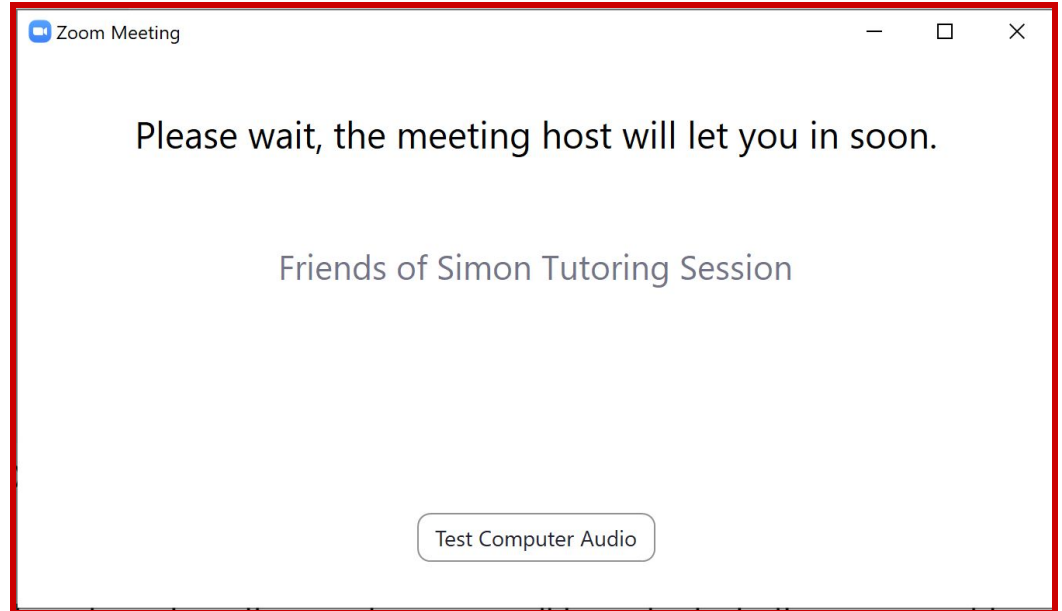 Zoom Meeting
Please wait, the meeting host will let you in soon.
Friends of Simon Tutoring Session
Test Computer Audio